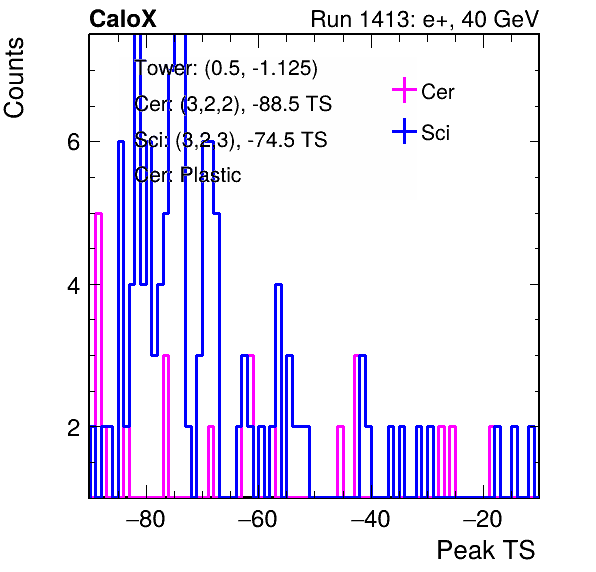 CaloX Run 1413: e+, 40 GeV
Counts
Tower: (0.5, -1.125)
Cer: (3,2,2), -88.5 TS
Sci: (3,2,3), -74.5 TS
Cer: Plastic
Cer
Sci
6
4
2
−80 −60 −40 −20
Peak TS